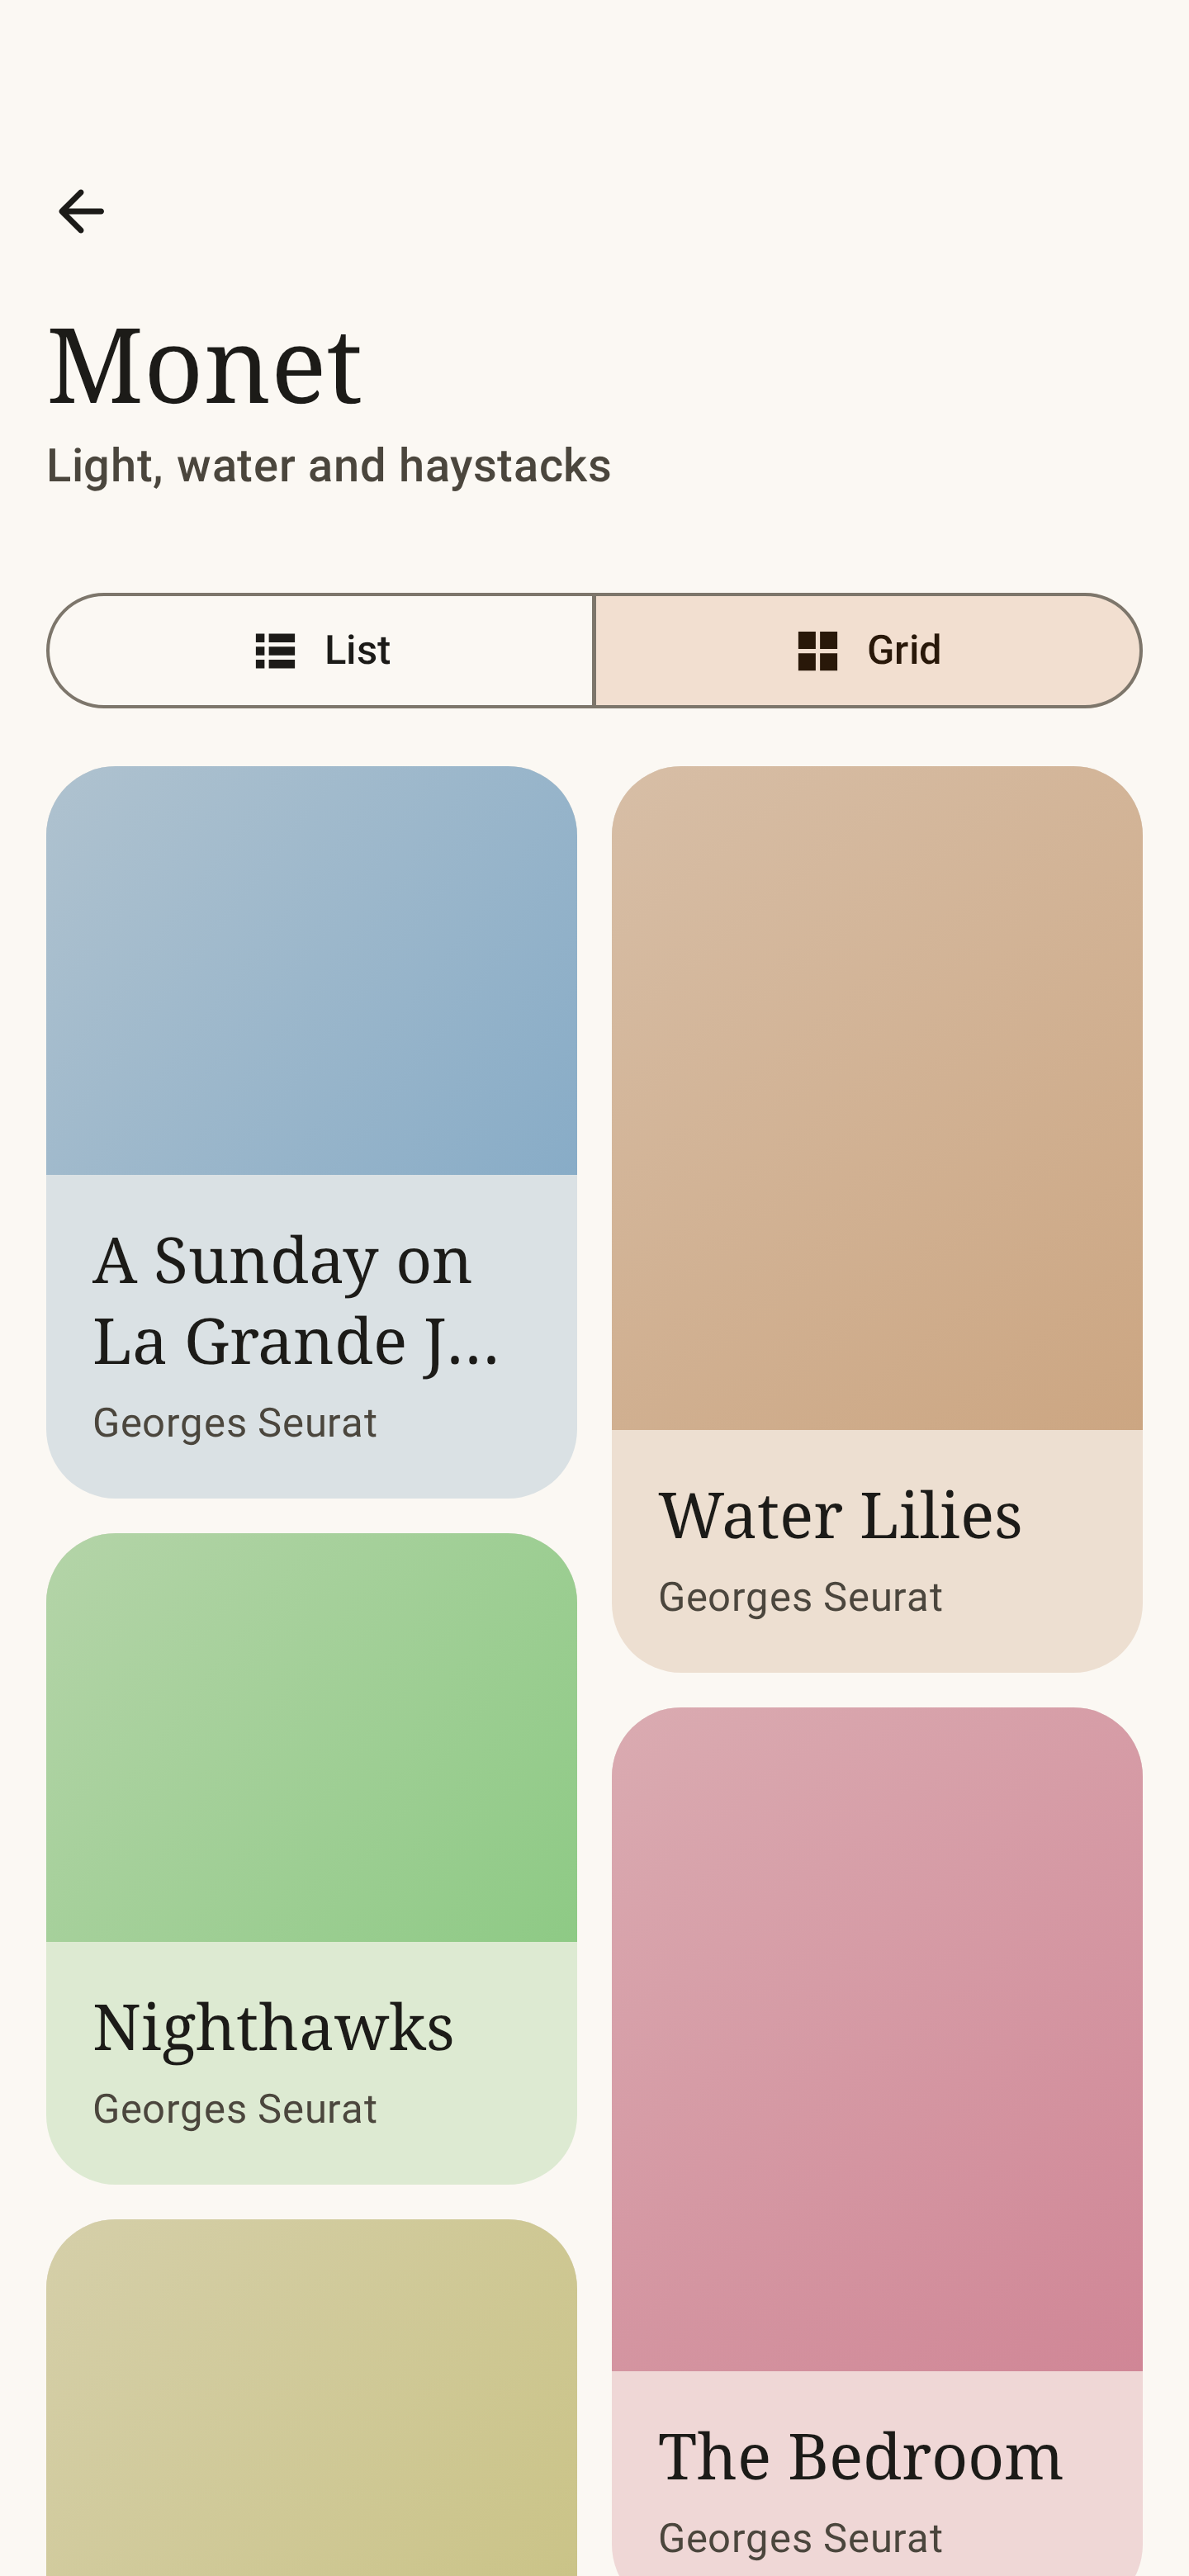 Monet
Light, water and haystacks
List
Grid
A Sunday on
La Grande J...
Georges Seurat
Water Lilies
Georges Seurat
Nighthawks
Georges Seurat
The Bedroom
Georges Seurat